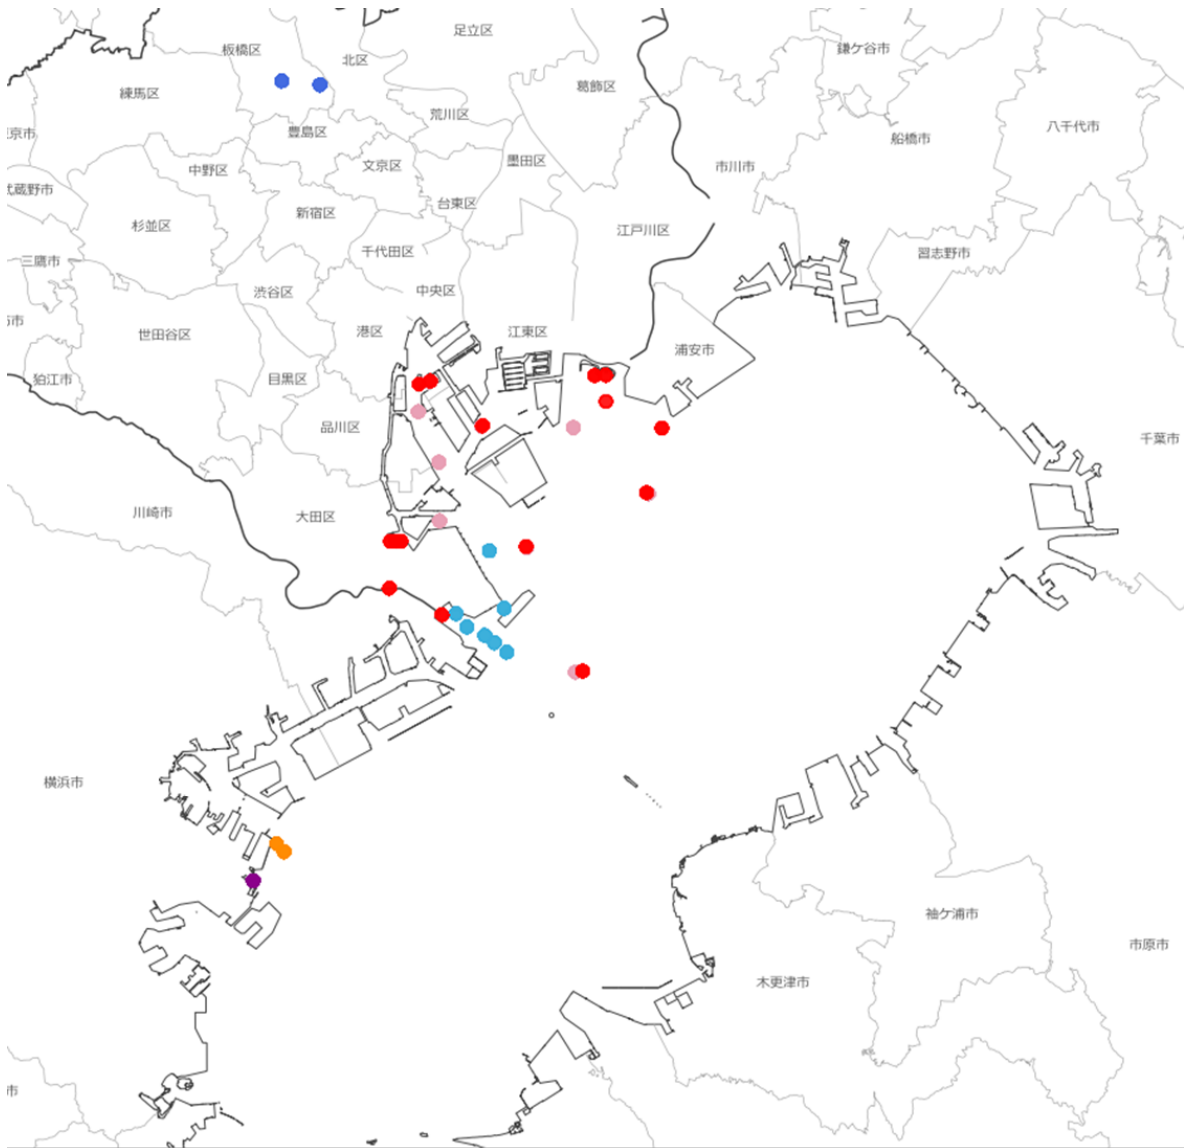 足立区
板橋区
鎌ケ谷市
北区
葛飾区
練馬区
荒川区
八千代市
豊島区
船橋市
京市
墨田区
文京区
市川市
中野区
武蔵野市
台東区
新宿区
杉並区
江戸川区
千代田区
習志野市
三鷹市
渋谷区
中央区
市
世田谷区
港区
江東区
浦安市
狛江市
目黒区
品川区
千葉市
川崎市
大田区
横浜市
袖ケ浦市
市原市
木更津市
市